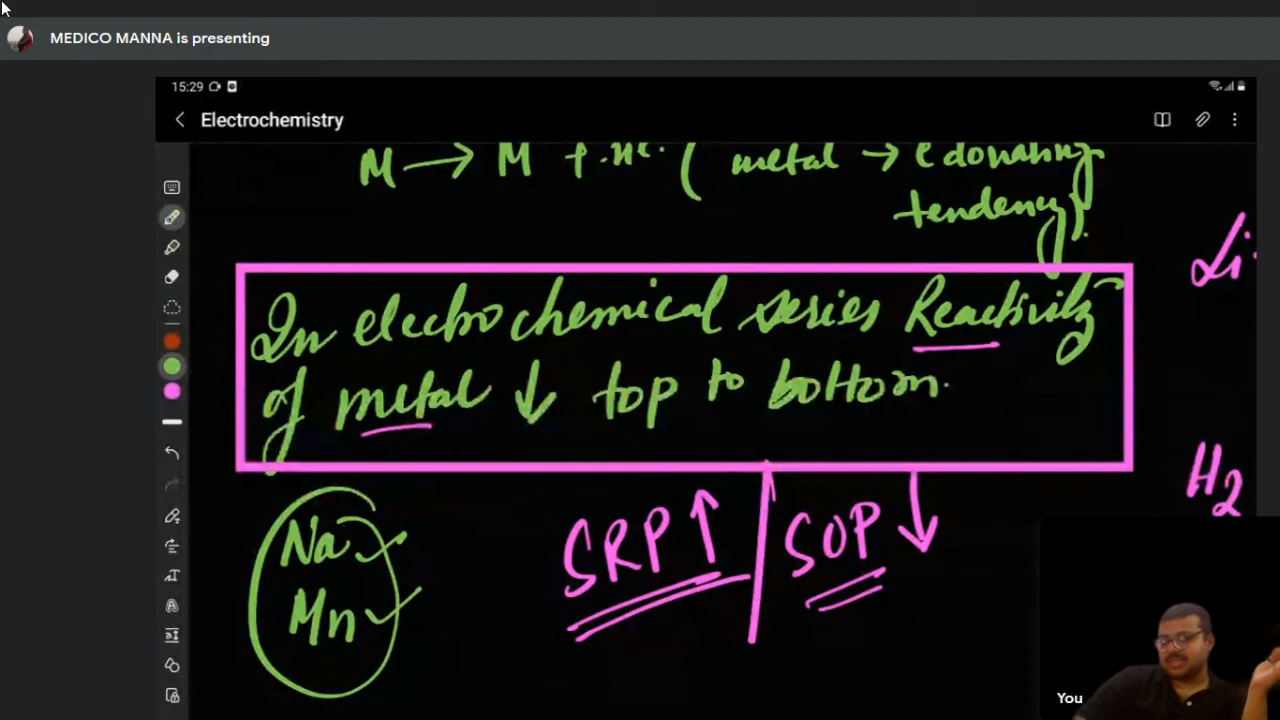 MEDICO MANNA is presenting
15:29
Electrochemistry
M → M + ne (metal → e donating
tendency).
Li
In electrochemical series Reactivity
of metal ↓ top to bottom.
H2
Na ✓
Mn ✓
SRP ↑ | SOP ↓
You